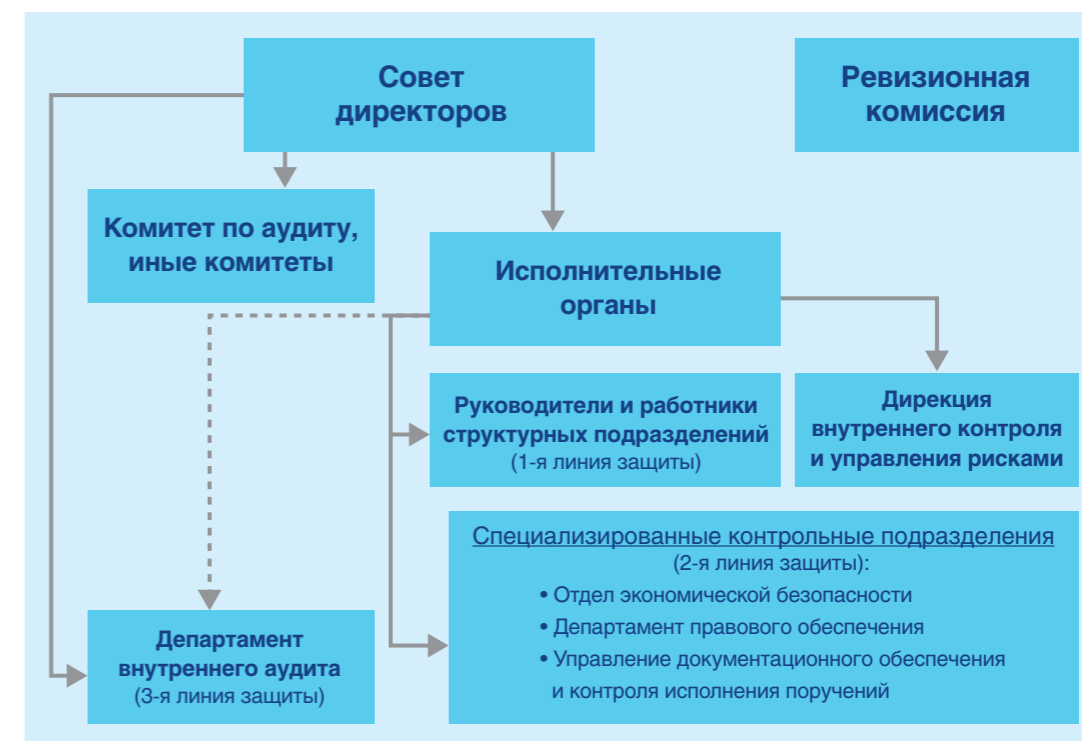 Совет
директоров
Ревизионная
комиссия
Комитет по аудиту,
иные комитеты
Исполнительные
органы
Руководители и работники
структурных подразделений
(1-я линия защиты)
Дирекция
внутреннего контроля
и управления рисками
Специализированные контрольные подразделения
(2-я линия защиты):
• Отдел экономической безопасности
• Департамент правового обеспечения
• Управление документационного обеспечения
и контроля исполнения поручений
Департамент
внутреннего аудита
(3-я линия защиты)